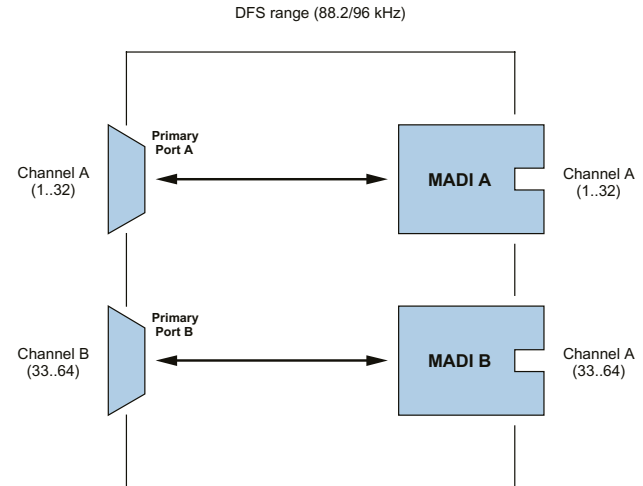 DFS range (88.2/96 kHz)
Primary
Port A
Channel A
(1..32)
MADI A
Channel A
(1..32)
Primary
Port B
Channel B
(33..64)
MADI B
Channel A
(33..64)